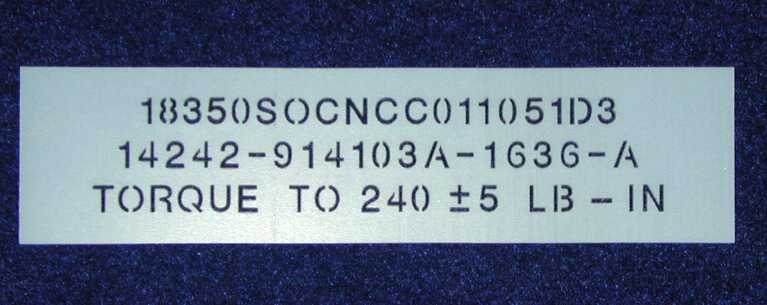 18350SOCNCC011051D3
14242-914103A-1636-A
TORQUE TO 240 ±5 LB - IN